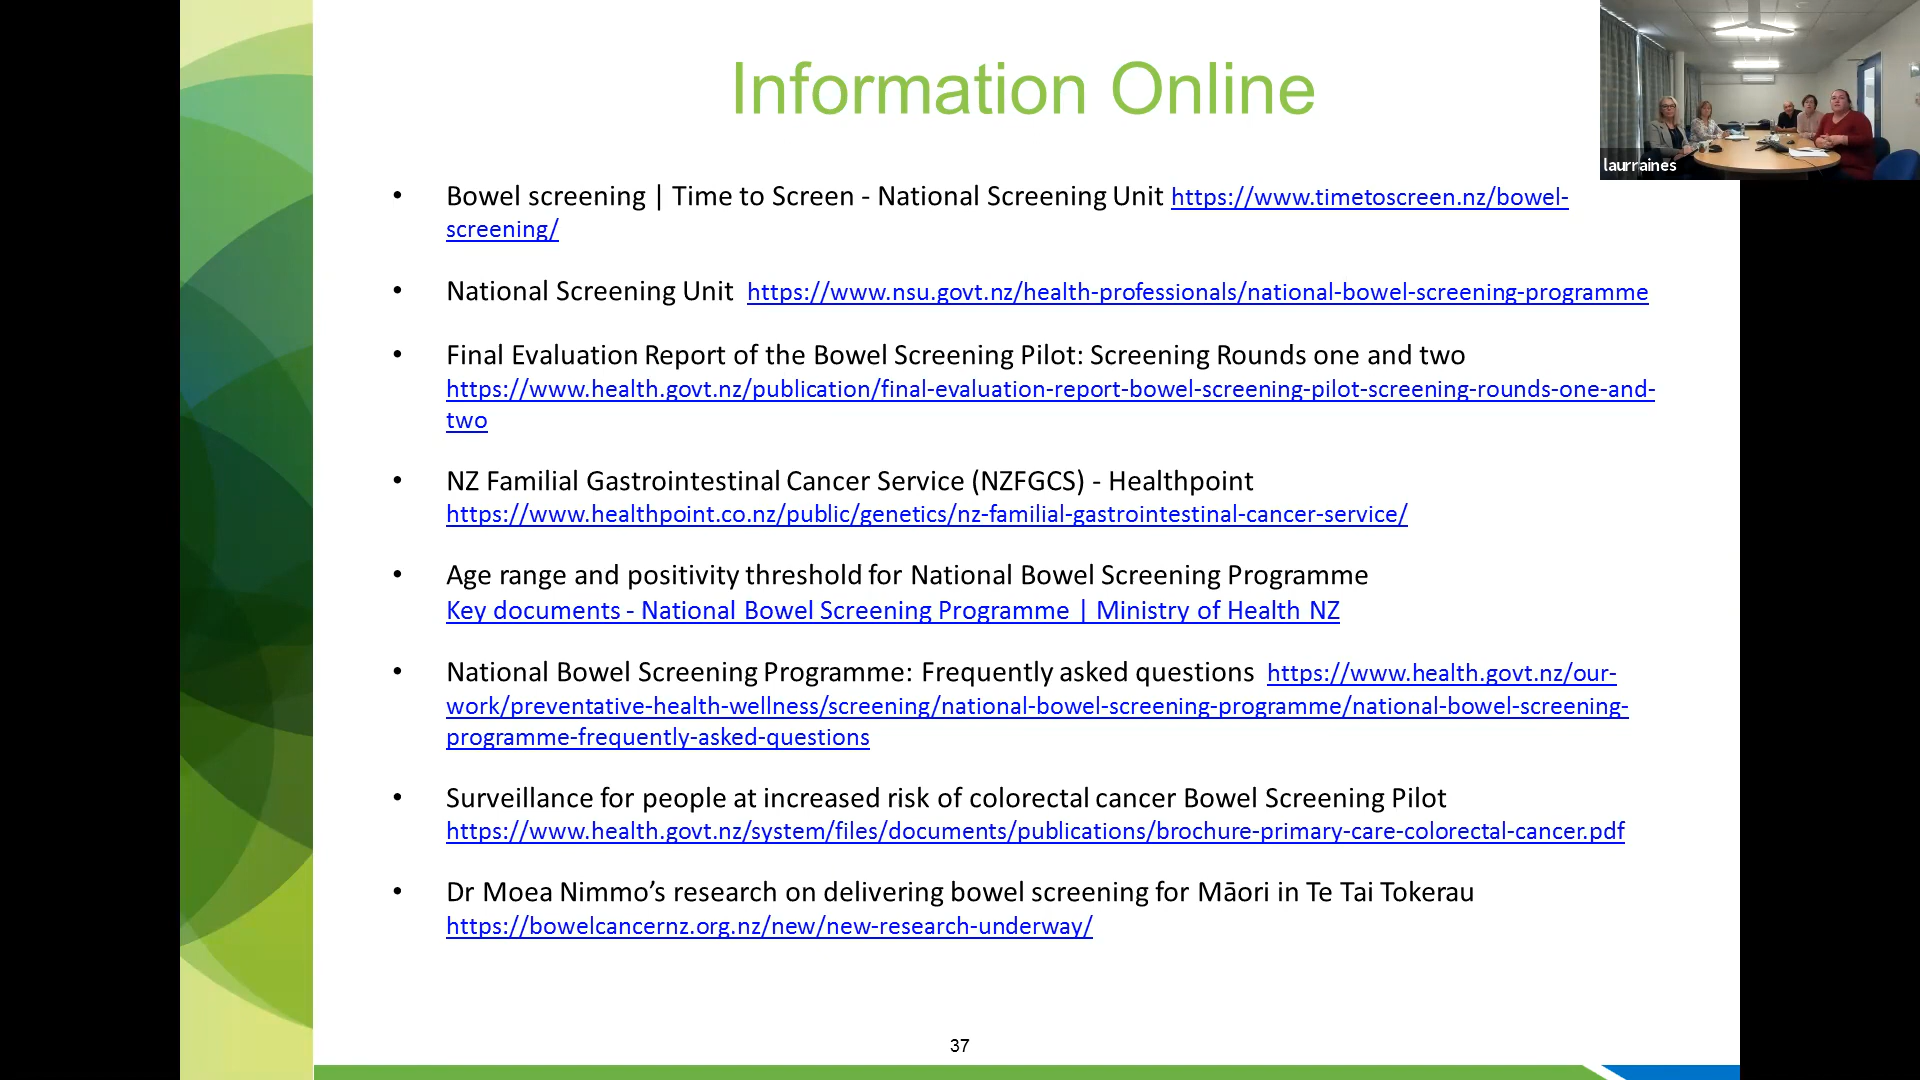 Information Online
laurraines
• Bowel screening | Time to Screen - National Screening Unit https://www.timetoscreen.nz/bowel-
screening/
• National Screening Unit https://www.nsu.govt.nz/health-professionals/national-bowel-screening-programme
• Final Evaluation Report of the Bowel Screening Pilot: Screening Rounds one and two
https://www.health.govt.nz/publication/final-evaluation-report-bowel-screening-pilot-screening-rounds-one-and-
two
• NZ Familial Gastrointestinal Cancer Service (NZFGCS) - Healthpoint
https://www.healthpoint.co.nz/public/genetics/nz-familial-gastrointestinal-cancer-service/
• Age range and positivity threshold for National Bowel Screening Programme
Key documents - National Bowel Screening Programme | Ministry of Health NZ
• National Bowel Screening Programme: Frequently asked questions https://www.health.govt.nz/our-
work/preventative-health-wellness/screening/national-bowel-screening-programme/national-bowel-screening-
programme-frequently-asked-questions
• Surveillance for people at increased risk of colorectal cancer Bowel Screening Pilot
https://www.health.govt.nz/system/files/documents/publications/brochure-primary-care-colorectal-cancer.pdf
• Dr Moea Nimmo’s research on delivering bowel screening for Māori in Te Tai Tokerau
https://bowelcancernz.org.nz/new/new-research-underway/
37